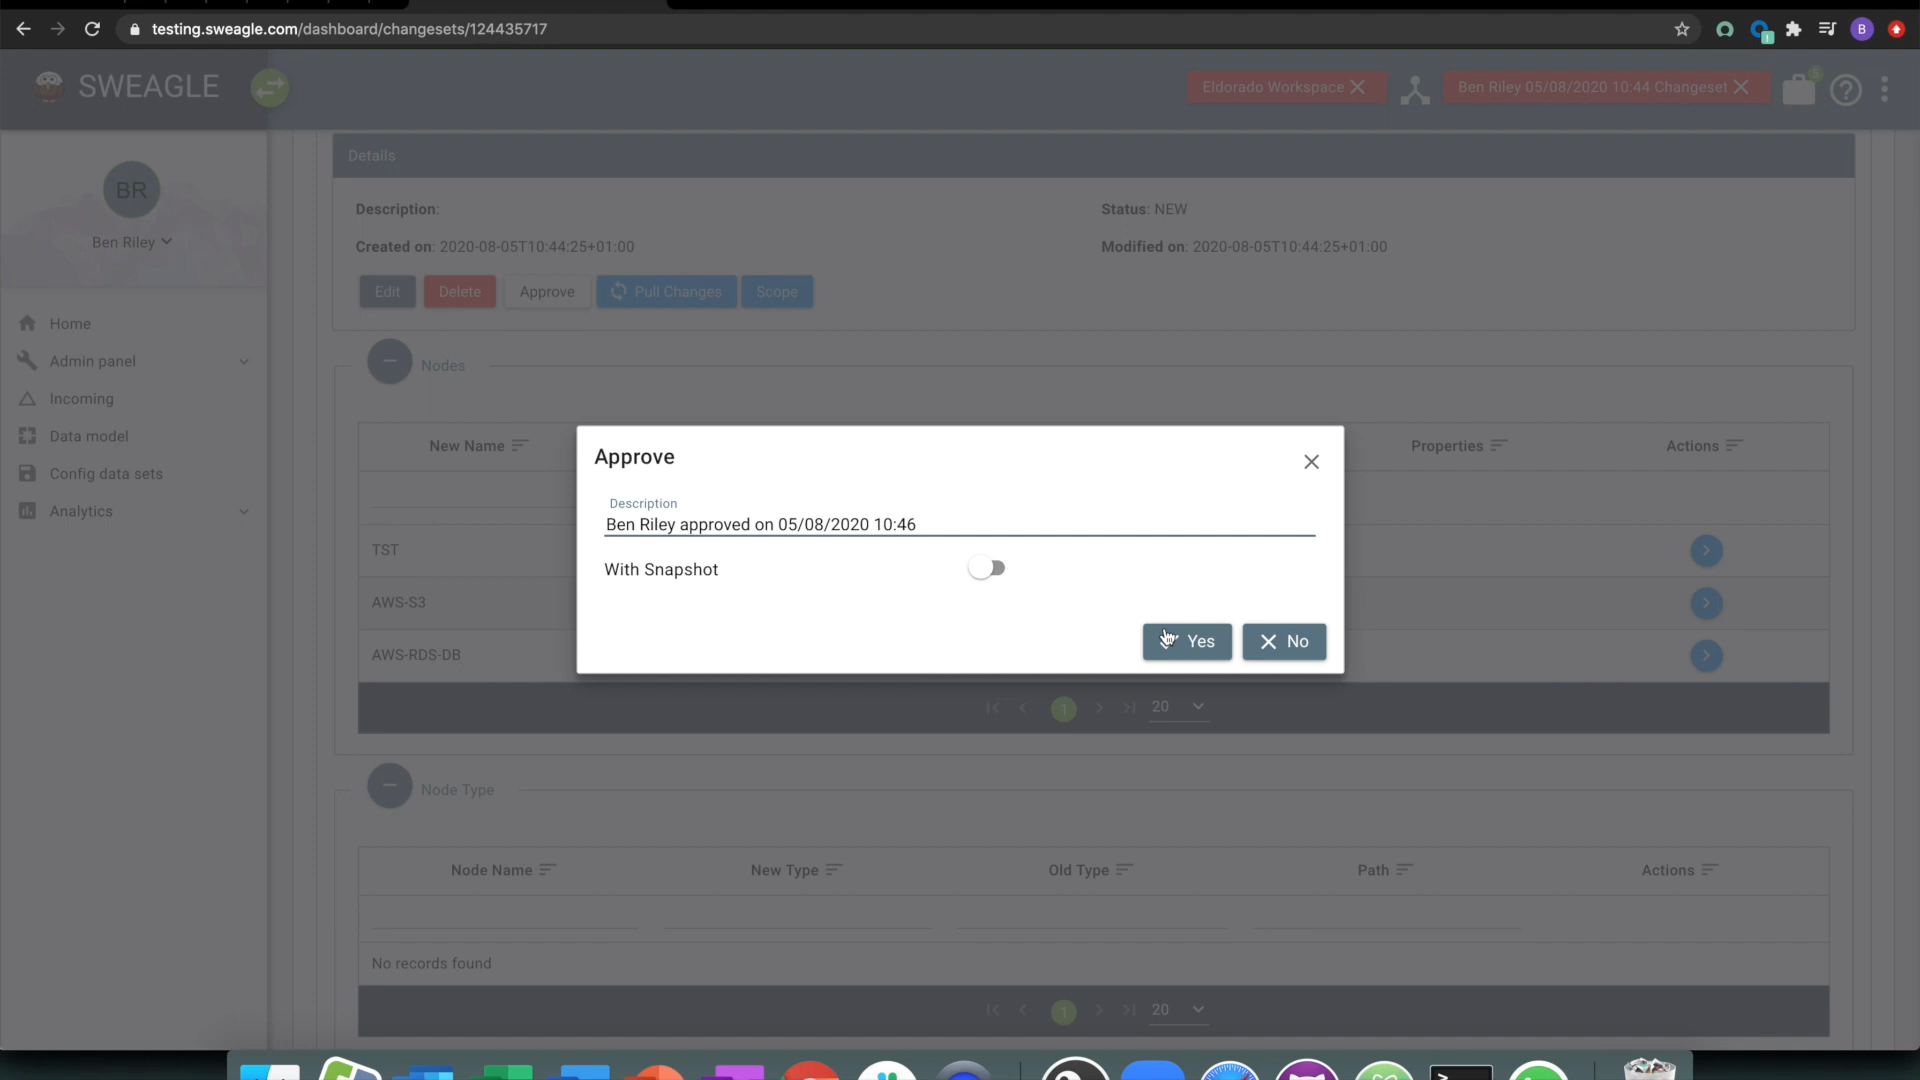 testing.sweagle.com/dashboard/changesets/124435717
B
SWEAGLE
Eldorado Workspace
Ben Riley 05/08/2020 10:44 Changeset
5
BR
Ben Riley
Home
Admin panel
Incoming
Data model
Config data sets
Analytics
Details
Description:
Status: NEW
Created on: 2020-08-05T10:44:25+01:00
Modified on: 2020-08-05T10:44:25+01:00
Edit
Delete
Approve
Pull Changes
Scope
Nodes
New Name
Properties
Actions
TST
AWS-S3
AWS-RDS-DB
Approve
Description
Ben Riley approved on 05/08/2020 10:46
With Snapshot
Yes
No
1
20
Node Type
Node Name
New Type
Old Type
Path
Actions
No records found
1
20